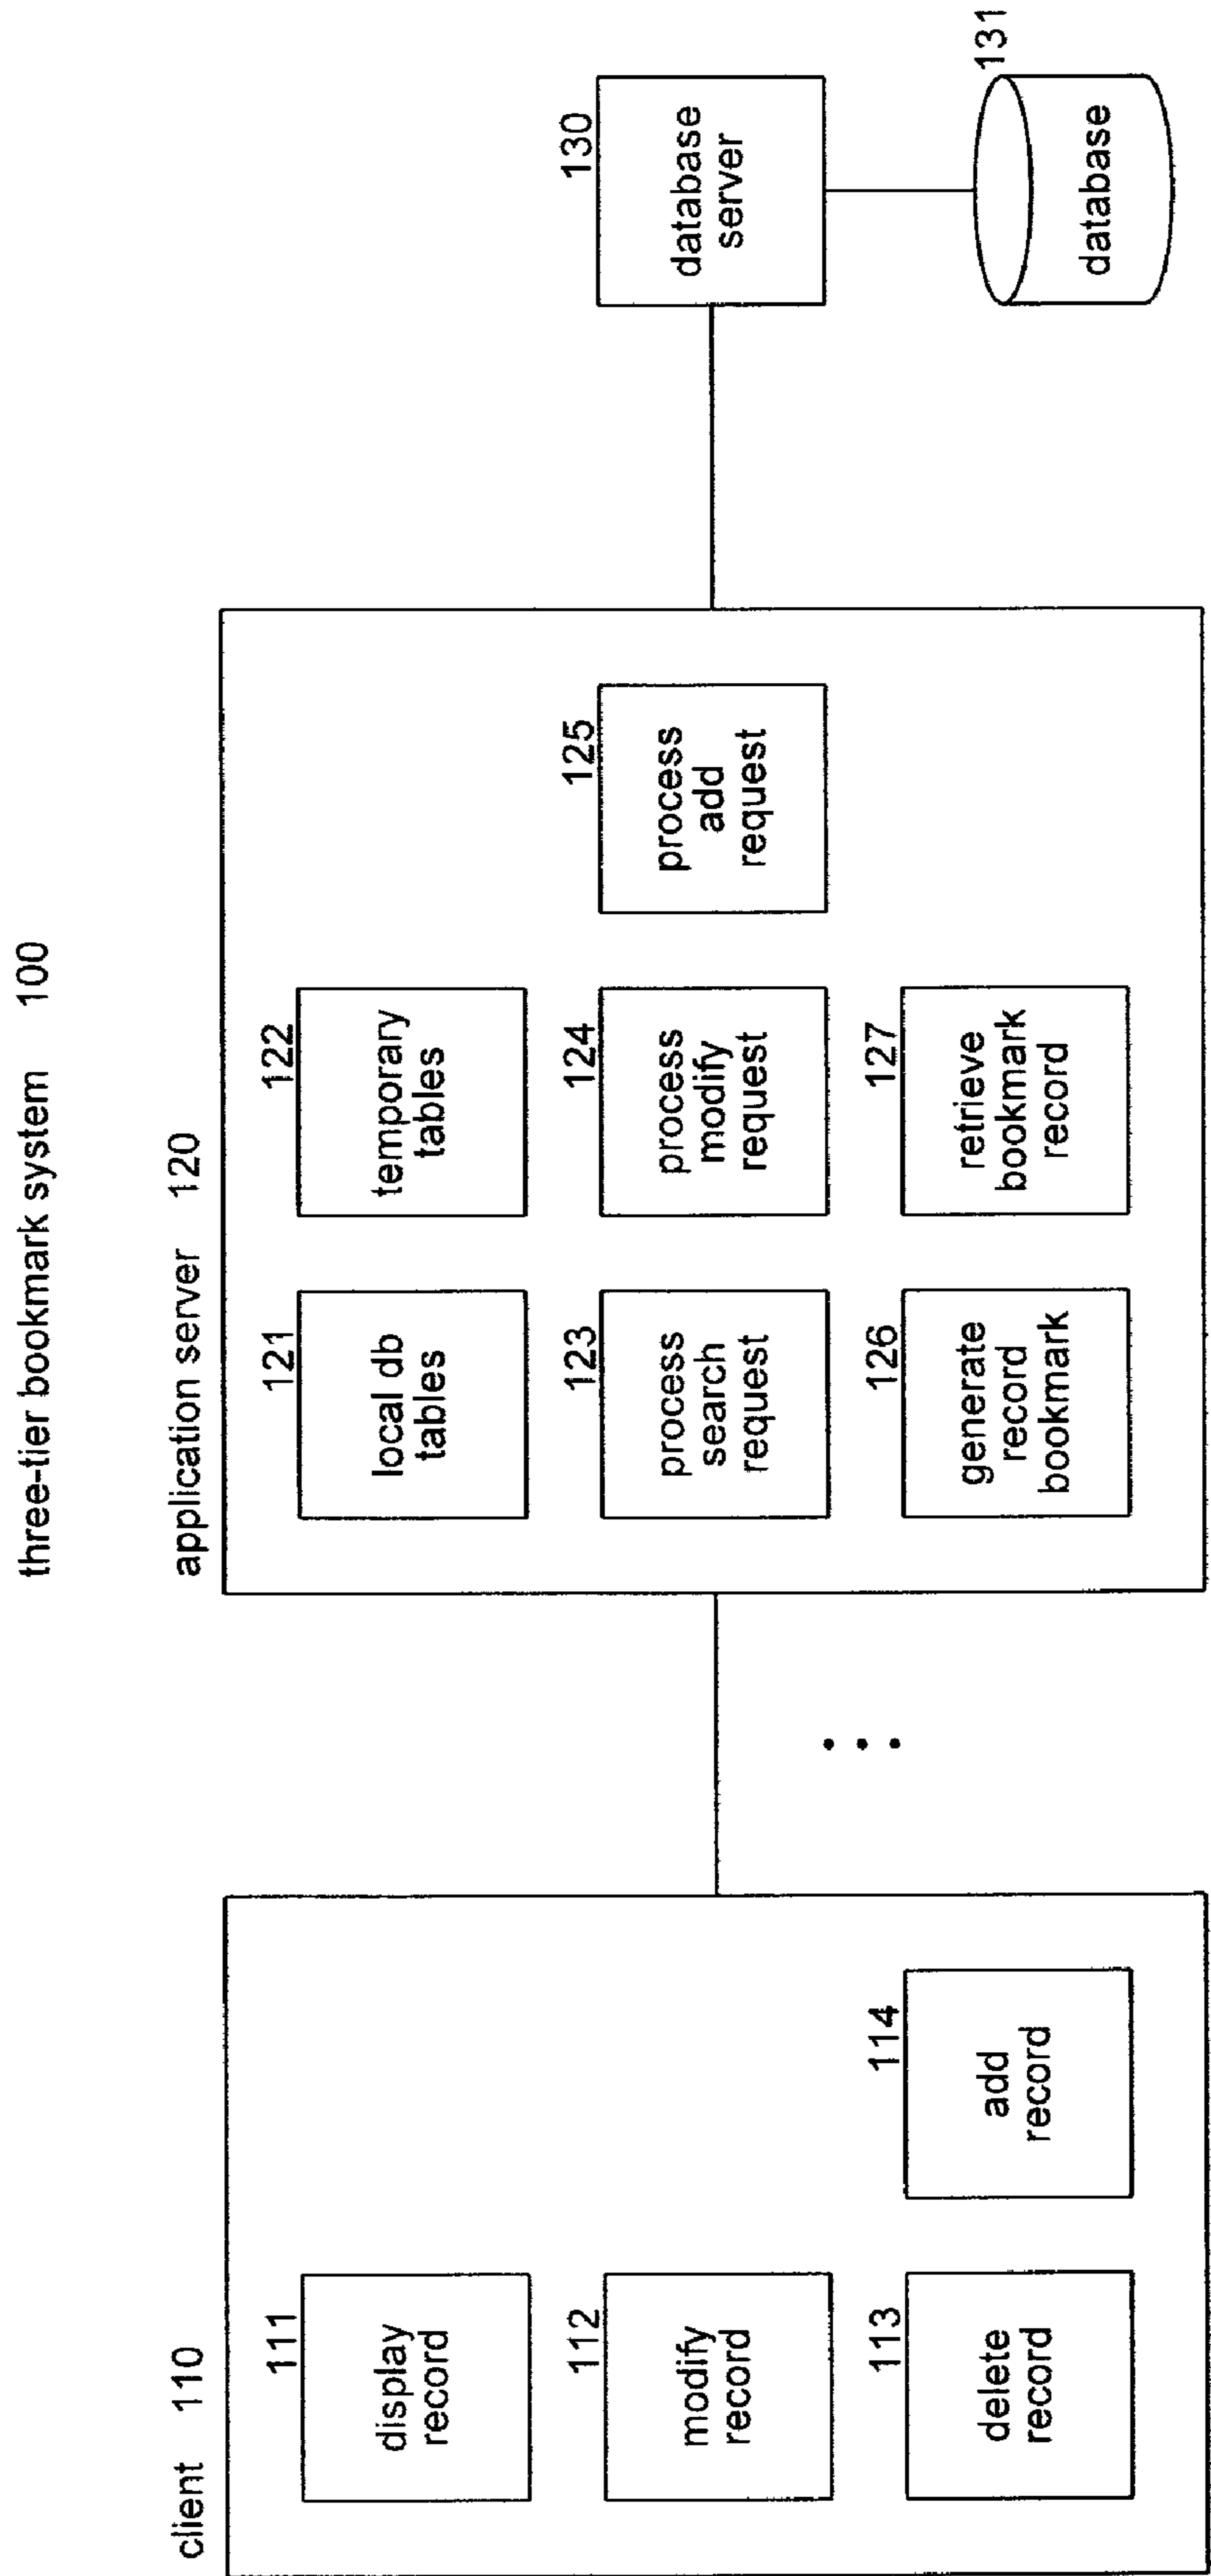 three-tier bookmark system 100
client 110
111
display
record
112
modify
record
113
delete
record
114
add
record
application server 120
121
local db
tables
122
temporary
tables
123
process
search
request
124
process
modify
request
125
process
add
request
126
generate
record
bookmark
127
retrieve
bookmark
record
130
database
server
131
database